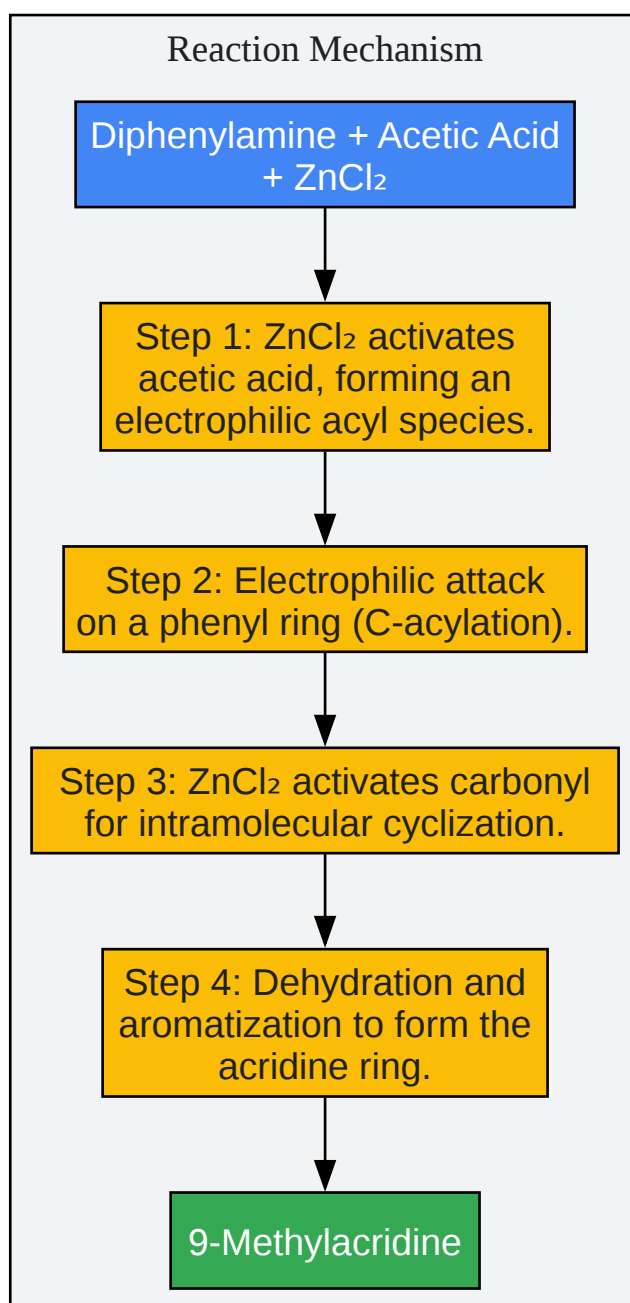 Reaction Mechanism
Diphenylamine + Acetic Acid
+ ZnCl₂
Step 1: ZnCl₂ activates
acetic acid, forming an
electrophilic acyl species.
Step 2: Electrophilic attack
on a phenyl ring (C-acylation).
Step 3: ZnCl₂ activates carbonyl
for intramolecular cyclization.
Step 4: Dehydration and
aromatization to form the
acridine ring.
9-Methylacridine